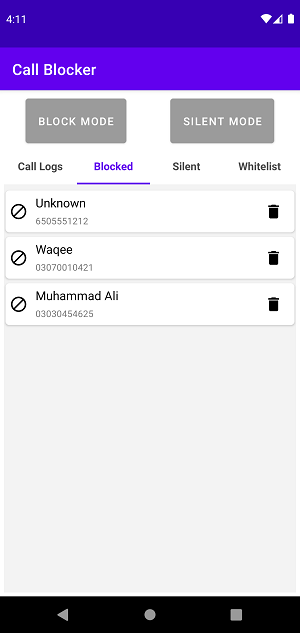 4:11
Call Blocker
BLOCK MODE SILENT MODE
Call Logs Blocked Silent Whitelist
Unknown
6505551212
Waqee
03070010421
Muhammad Ali
03030454625